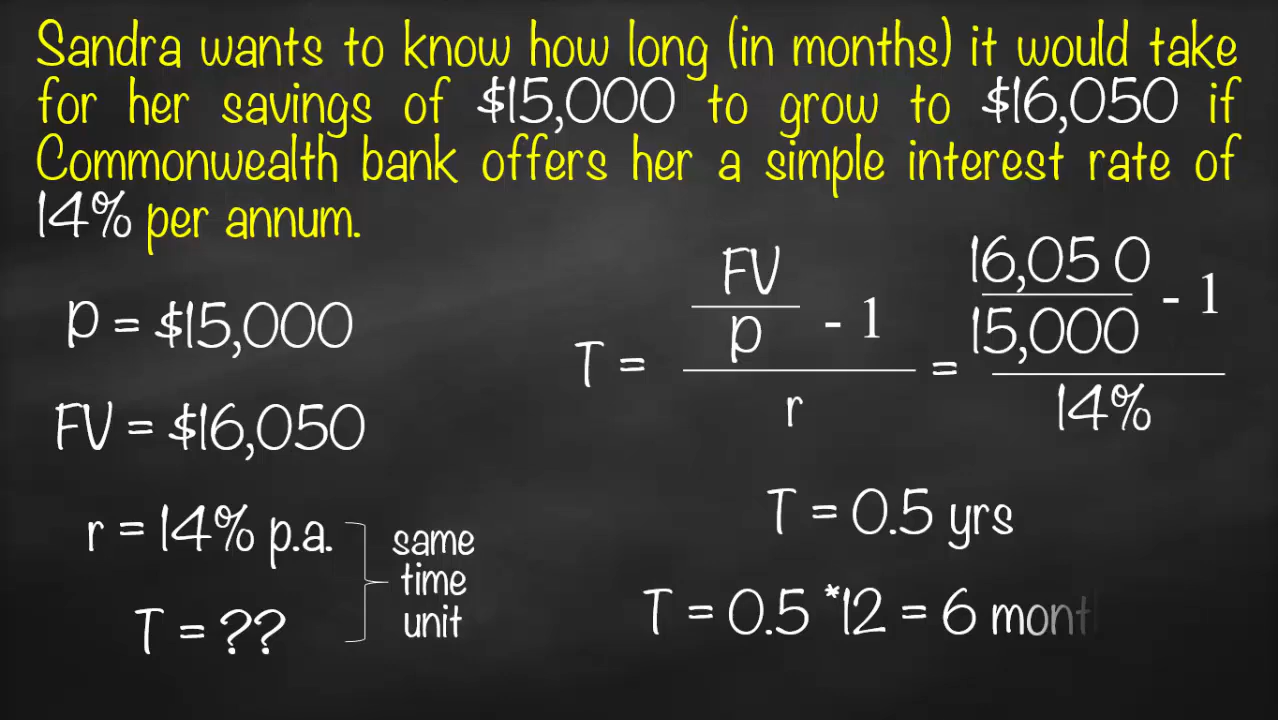 Sandra wants to know how long (in months) it would take
for her savings of $15,000 to grow to $16,050 if
Commonwealth bank offers her a simple interest rate of
14% per annum.
p = $15,000
FV = $16,050
r = 14% p.a.
T = ??
same
time
unit
FV
p
- 1
T =
r
=
16,05 0
15,000
- 1
14%
T = 0.5 yrs
T = 0.5 *12 = 6 mont